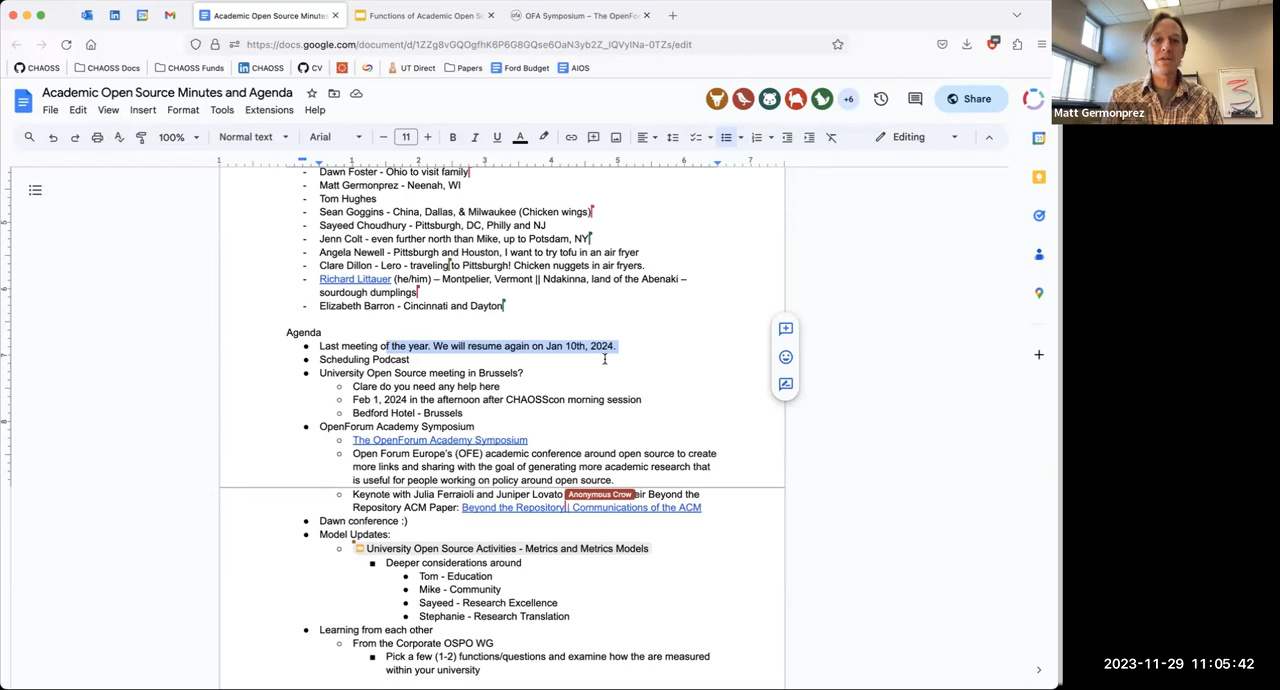 Academic Open Source Minutes
Functions of Academic Open So
OFA Symposium – The OpenFo
https://docs.google.com/document/d/1ZZg8vGQOgfhK6P6G8GQse6OaN3yb2Z_lQVyINa-0TZs/edit
CHAOSS
CHAOSS Docs
CHAOSS Funds
CHAOSS
CV
UT Direct
Papers
Ford Budget
AIOS
Academic Open Source Minutes and Agenda
File Edit View Insert Format Tools Extensions Help
+6
Share
100%
Normal text
Arial
11
B I U A
Editing
1 1 2 3 4 5 6 7
- Dawn Foster - Ohio to visit family
- Matt Germonprez - Neenah, WI
- Tom Hughes
- Sean Goggins - China, Dallas, & Milwaukee (Chicken wings)
- Sayeed Choudhury - Pittsburgh, DC, Philly and NJ
- Jenn Colt - even further north than Mike, up to Potsdam, NY
- Angela Newell - Pittsburgh and Houston, I want to try tofu in an air fryer
- Clare Dillon - Lero - traveling to Pittsburgh! Chicken nuggets in air fryers.
- Richard Littauer (he/him) – Montpelier, Vermont || Ndakinna, land of the Abenaki –
sourdough dumplings
- Elizabeth Barron - Cincinnati and Dayton
Agenda
● Last meeting of the year. We will resume again on Jan 10th, 2024.
● Scheduling Podcast
● University Open Source meeting in Brussels?
○ Clare do you need any help here
○ Feb 1, 2024 in the afternoon after CHAOSScon morning session
○ Bedford Hotel - Brussels
● OpenForum Academy Symposium
○ The OpenForum Academy Symposium
○ Open Forum Europe's (OFE) academic conference around open source to create
more links and sharing with the goal of generating more academic research that
is useful for people working on policy around open source.
○ Keynote with Julia Ferraioli and Juniper Lovato Anonymous Crow eir Beyond the
Repository ACM Paper: Beyond the Repository || Communications of the ACM
● Dawn conference :)
● Model Updates:
○ University Open Source Activities - Metrics and Metrics Models
■ Deeper considerations around
● Tom - Education
● Mike - Community
● Sayeed - Research Excellence
● Stephanie - Research Translation
● Learning from each other
○ From the Corporate OSPO WG
■ Pick a few (1-2) functions/questions and examine how the are measured
within your university
Matt Germonprez
2023-11-29 11:05:42